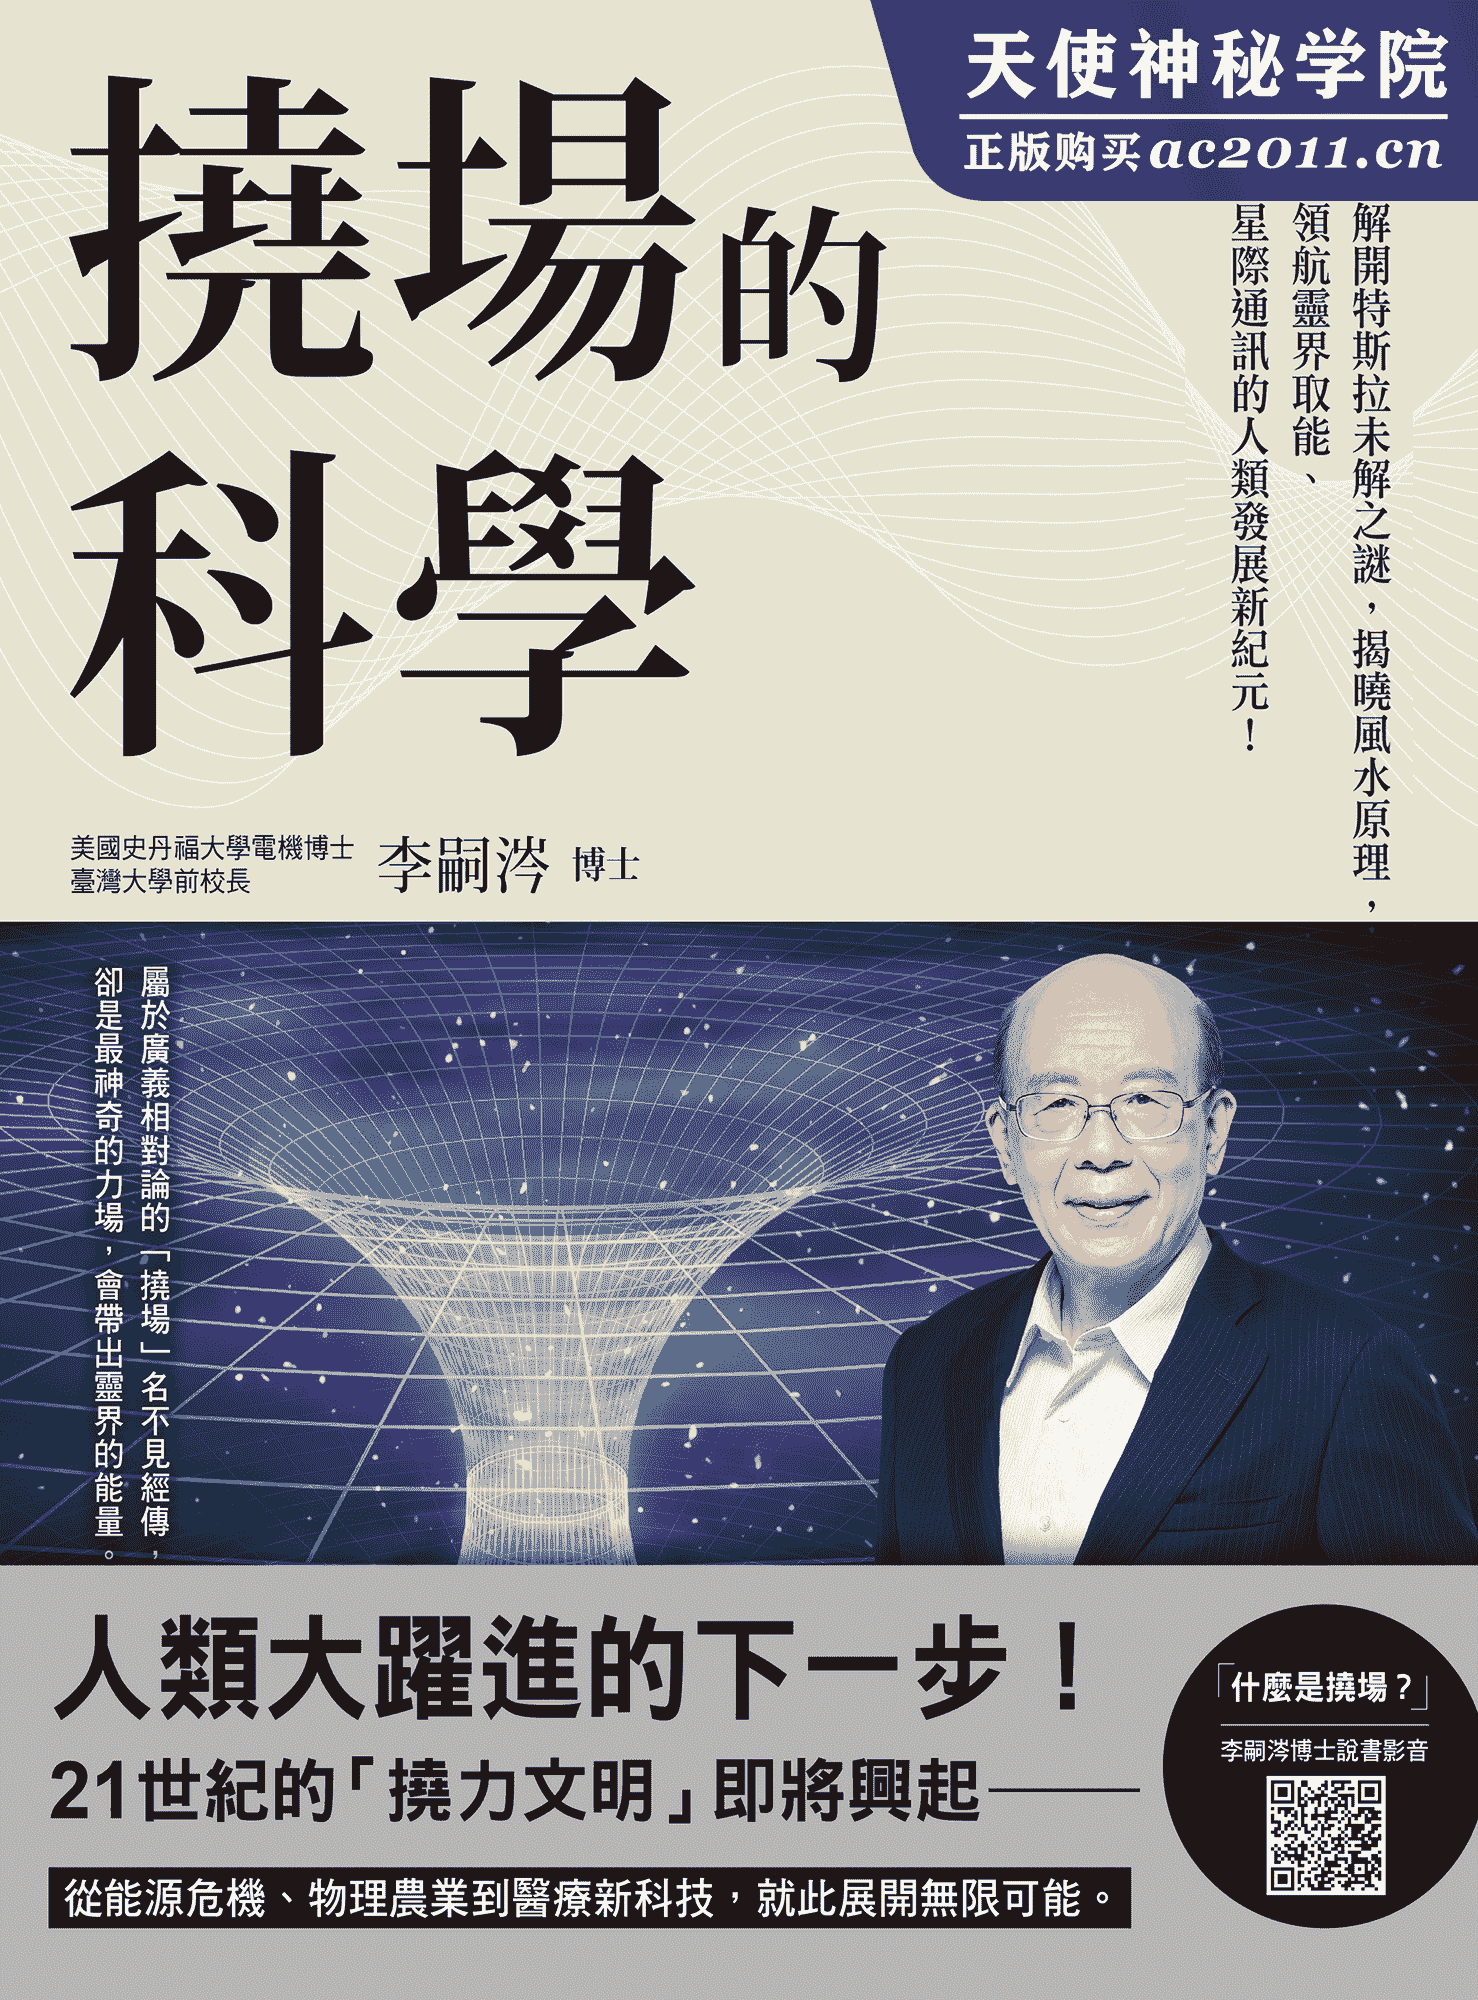 天使神秘学院
正版购买ac2011.cn
撓場的
科學
解開特斯拉未解之謎，揭曉風水原理，
領航靈界取能、
星際通訊的人類發展新紀元！
美國史丹福大學電機博士
臺灣大學前校長
李嗣涔 博士
屬於廣義相對論的「撓場」名不見經傳，
卻是最神奇的力場，會帶出靈界的能量。
人類大躍進的下一步！
21世紀的「撓力文明」即將興起——
從能源危機、物理農業到醫療新科技，就此展開無限可能。
「什麼是撓場？」
李嗣涔博士說書影音